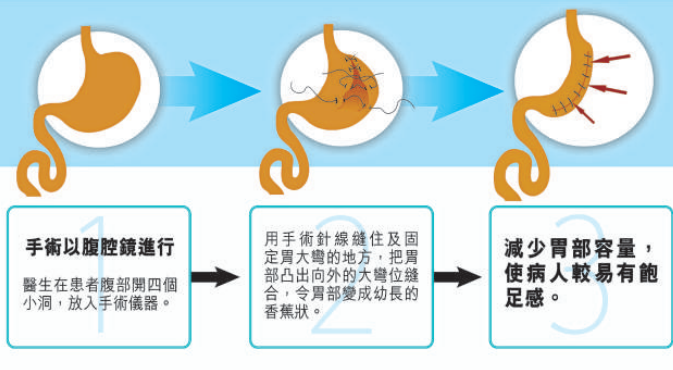 1
手術以腹腔鏡進行
醫生在患者腹部開四個
小洞，放入手術儀器。
2
用手術針線縫住及固
定胃大彎的地方，把胃
部凸出向外的大彎位縫
合，令胃部變成幼長的
香蕉狀。
3
減少胃部容量，
使病人較易有飽
足感。